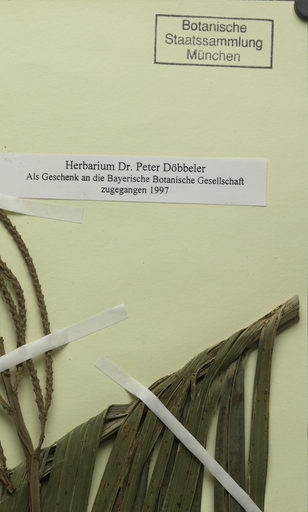 Botanische
Staatssammlung
München
Herbarium Dr. Peter Döbbeler
Als Geschenk an die Bayerische Botanische Gesellschaft
zugegangen 1997